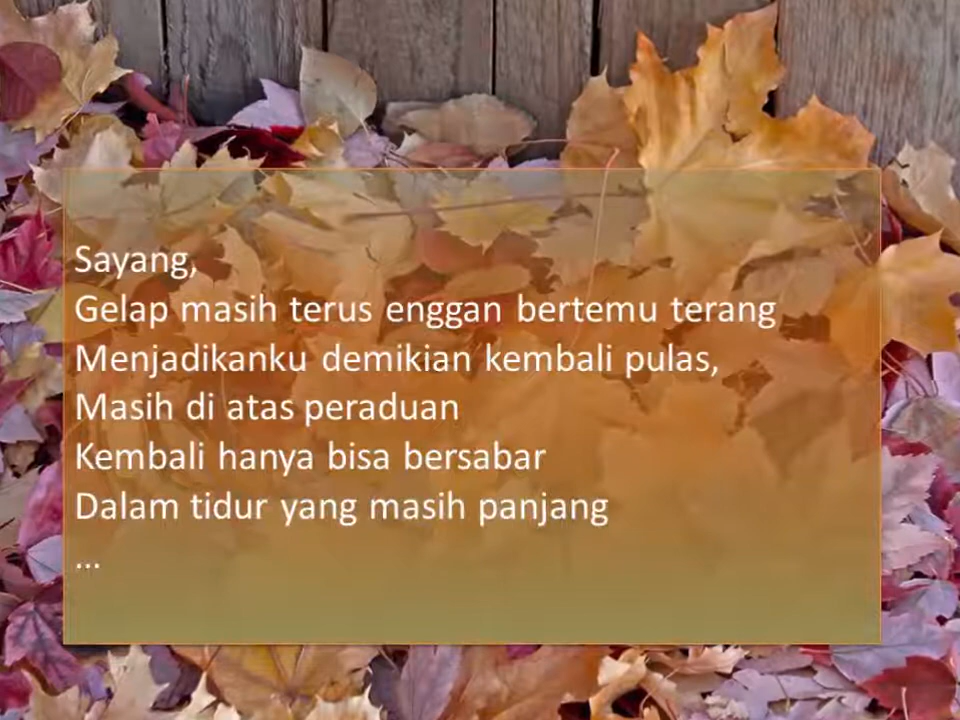 Sayang,
Gelap masih terus enggan bertemu terang
Menjadikanku demikian kembali pulas,
Masih di atas peraduan
Kembali hanya bisa bersabar
Dalam tidur yang masih panjang
...